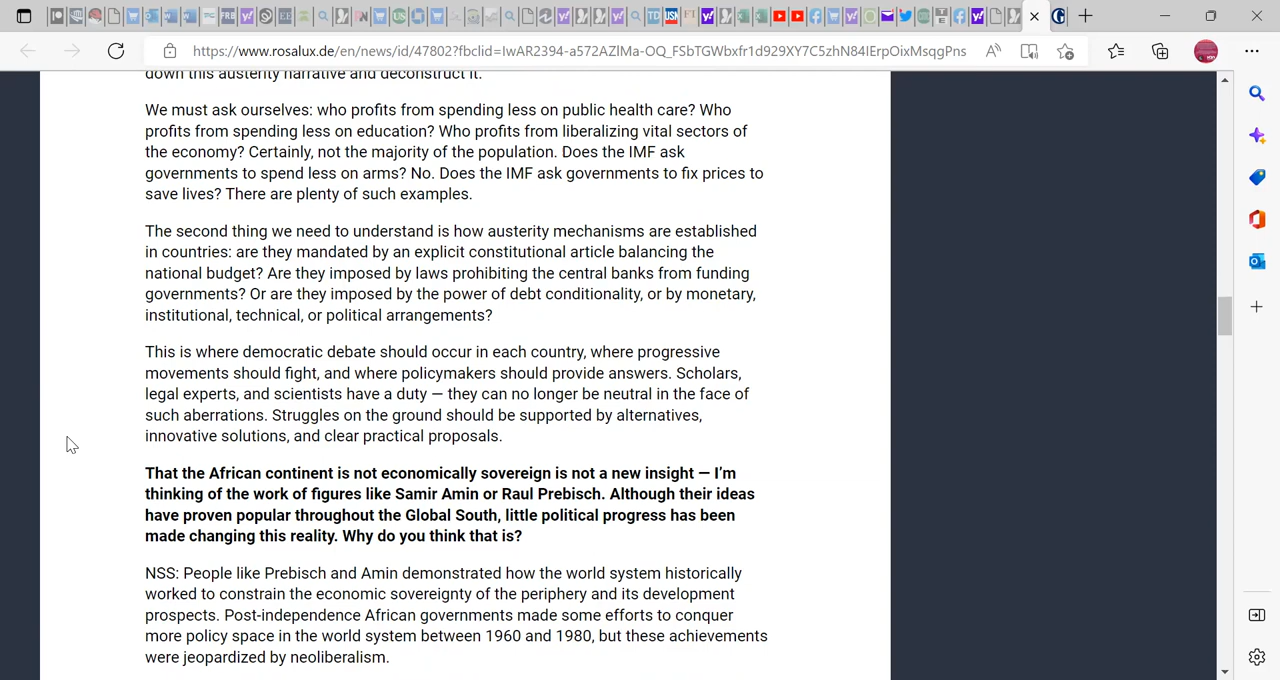 https://www.rosalux.de/en/news/id/47802?fbclid=IwAR2394-a572AZIMa-OQ_FSbTGWbxfr1d929XY7C5zhN84IErpOixMsqgPns
down this austerity narrative and deconstruct it.
We must ask ourselves: who profits from spending less on public health care? Who
profits from spending less on education? Who profits from liberalizing vital sectors of
the economy? Certainly, not the majority of the population. Does the IMF ask
governments to spend less on arms? No. Does the IMF ask governments to fix prices to
save lives? There are plenty of such examples.
The second thing we need to understand is how austerity mechanisms are established
in countries: are they mandated by an explicit constitutional article balancing the
national budget? Are they imposed by laws prohibiting the central banks from funding
governments? Or are they imposed by the power of debt conditionality, or by monetary,
institutional, technical, or political arrangements?
This is where democratic debate should occur in each country, where progressive
movements should fight, and where policymakers should provide answers. Scholars,
legal experts, and scientists have a duty — they can no longer be neutral in the face of
such aberrations. Struggles on the ground should be supported by alternatives,
innovative solutions, and clear practical proposals.
That the African continent is not economically sovereign is not a new insight — I'm
thinking of the work of figures like Samir Amin or Raul Prebisch. Although their ideas
have proven popular throughout the Global South, little political progress has been
made changing this reality. Why do you think that is?
NSS: People like Prebisch and Amin demonstrated how the world system historically
worked to constrain the economic sovereignty of the periphery and its development
prospects. Post-independence African governments made some efforts to conquer
more policy space in the world system between 1960 and 1980, but these achievements
were jeopardized by neoliberalism.